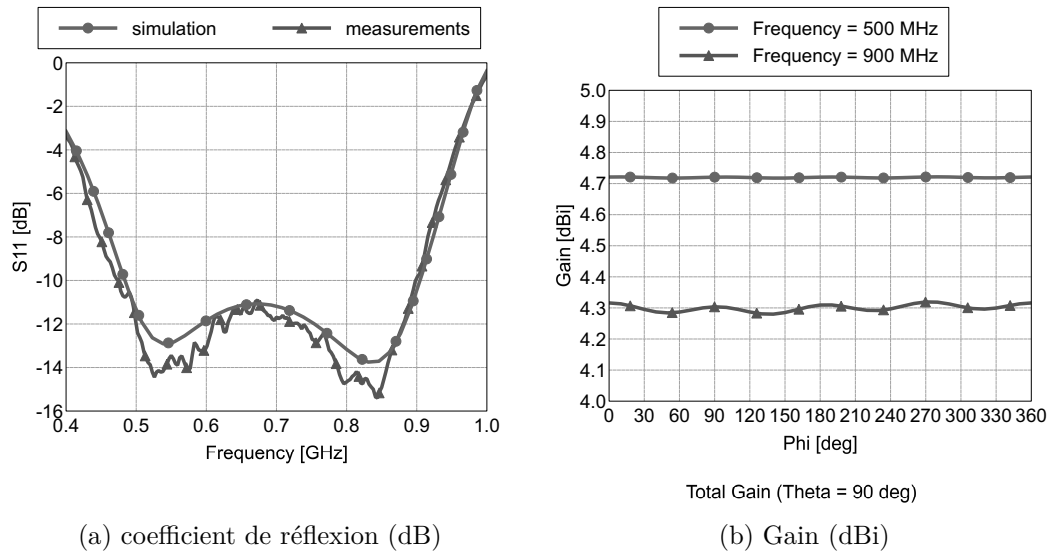 simulation measurements
0
-2
-4
-6
-8
-10
-12
-14
-16
S11 [dB]
0.4 0.5 0.6 0.7 0.8 0.9 1.0
Frequency [GHz]
(a) coefficient de réflexion (dB)
Frequency = 500 MHz
Frequency = 900 MHz
5.0
4.9
4.8
4.7
4.6
4.5
4.4
4.3
4.2
4.1
4.0
Gain [dBi]
0 30 60 90 120 150 180 210 240 270 300 330 360
Phi [deg]
Total Gain (Theta = 90 deg)
(b) Gain (dBi)